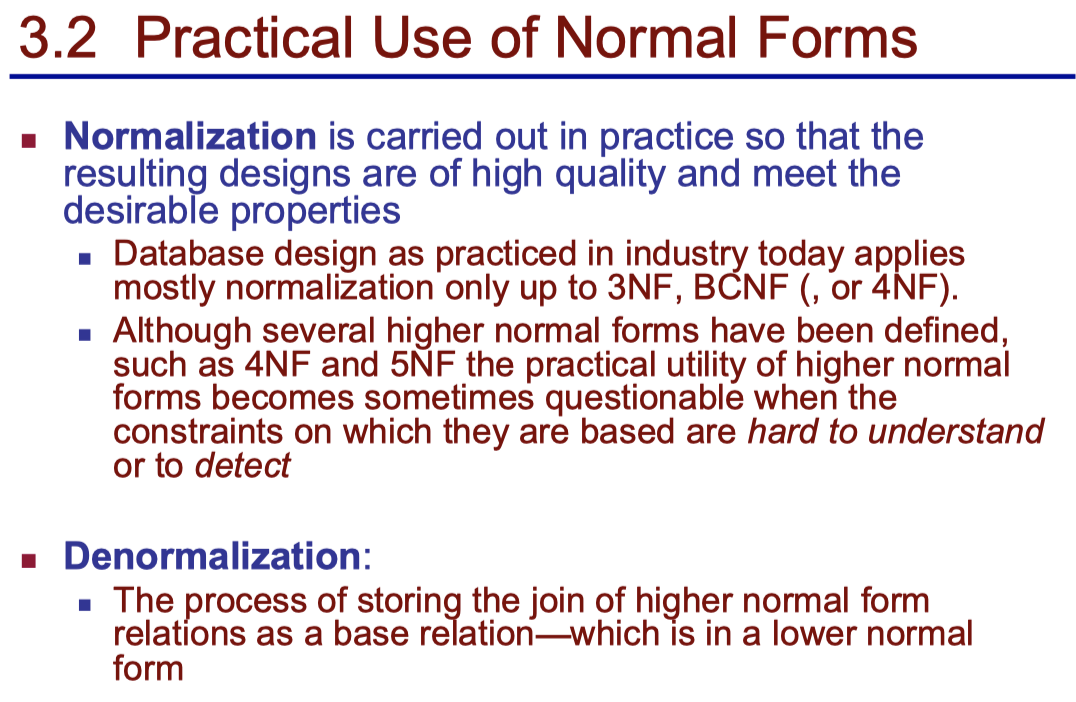 3.2 Practical Use of Normal Forms
Normalization is carried out in practice so that the
resulting designs are of high quality and meet the
desirable properties
Database design as practiced in industry today applies
mostly normalization only up to 3NF, BCNF (, or 4NF).
Although several higher normal forms have been defined,
such as 4NF and 5NF the practical utility of higher normal
forms becomes sometimes questionable when the
constraints on which they are based are hard to understand
or to detect
Denormalization:
The process of storing the join of higher normal form
relations as a base relation—which is in a lower normal
form